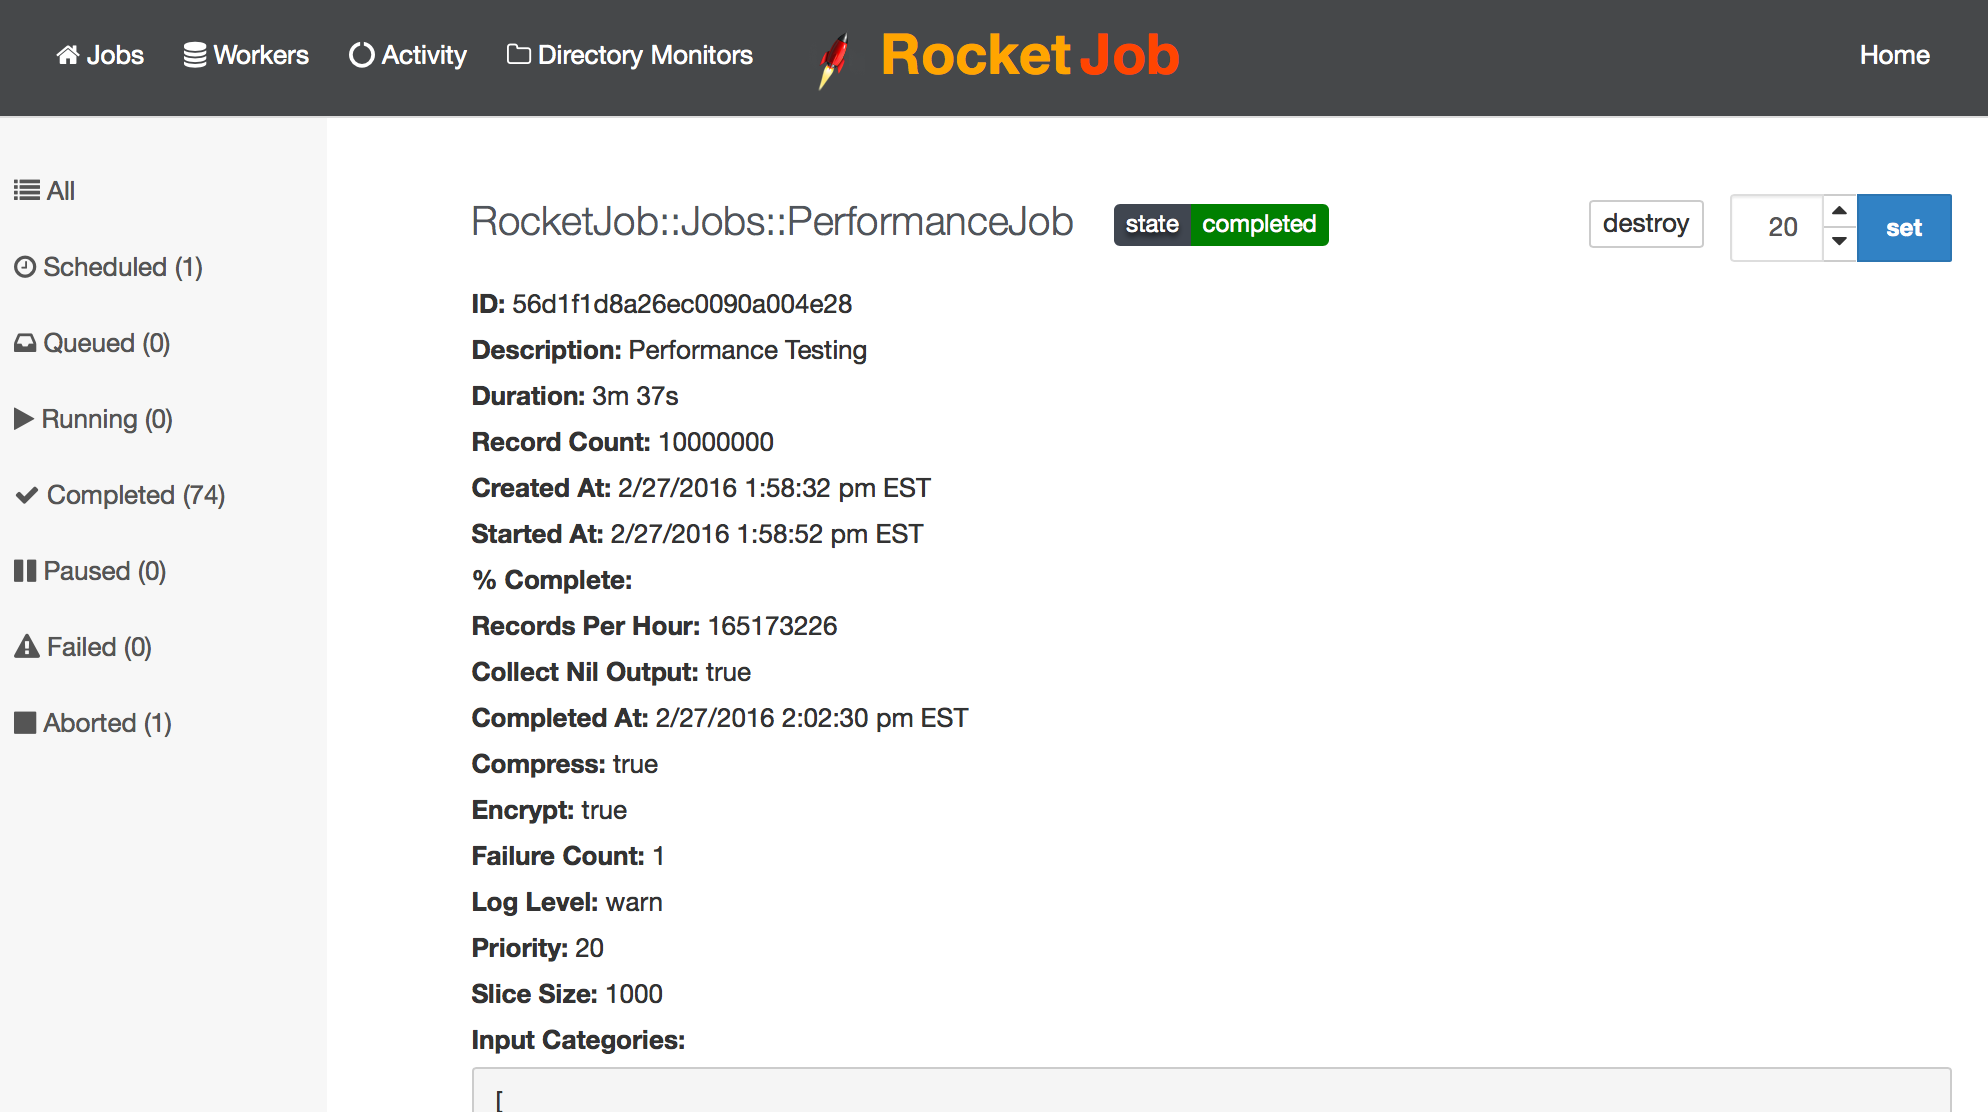 Jobs Workers Activity Directory Monitors Rocket Job Home
All
Scheduled (1)
Queued (0)
Running (0)
Completed (74)
Paused (0)
Failed (0)
Aborted (1)
RocketJob::Jobs::PerformanceJob state completed destroy 20 set
ID: 56d1f1d8a26ec0090a004e28
Description: Performance Testing
Duration: 3m 37s
Record Count: 10000000
Created At: 2/27/2016 1:58:32 pm EST
Started At: 2/27/2016 1:58:52 pm EST
% Complete:
Records Per Hour: 165173226
Collect Nil Output: true
Completed At: 2/27/2016 2:02:30 pm EST
Compress: true
Encrypt: true
Failure Count: 1
Log Level: warn
Priority: 20
Slice Size: 1000
Input Categories:
[